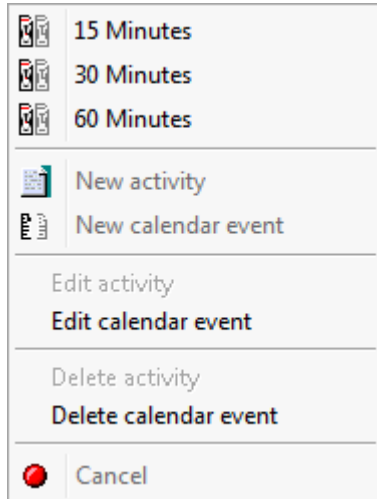 15 Minutes
30 Minutes
60 Minutes
New activity
New calendar event
Edit activity
Edit calendar event
Delete activity
Delete calendar event
Cancel